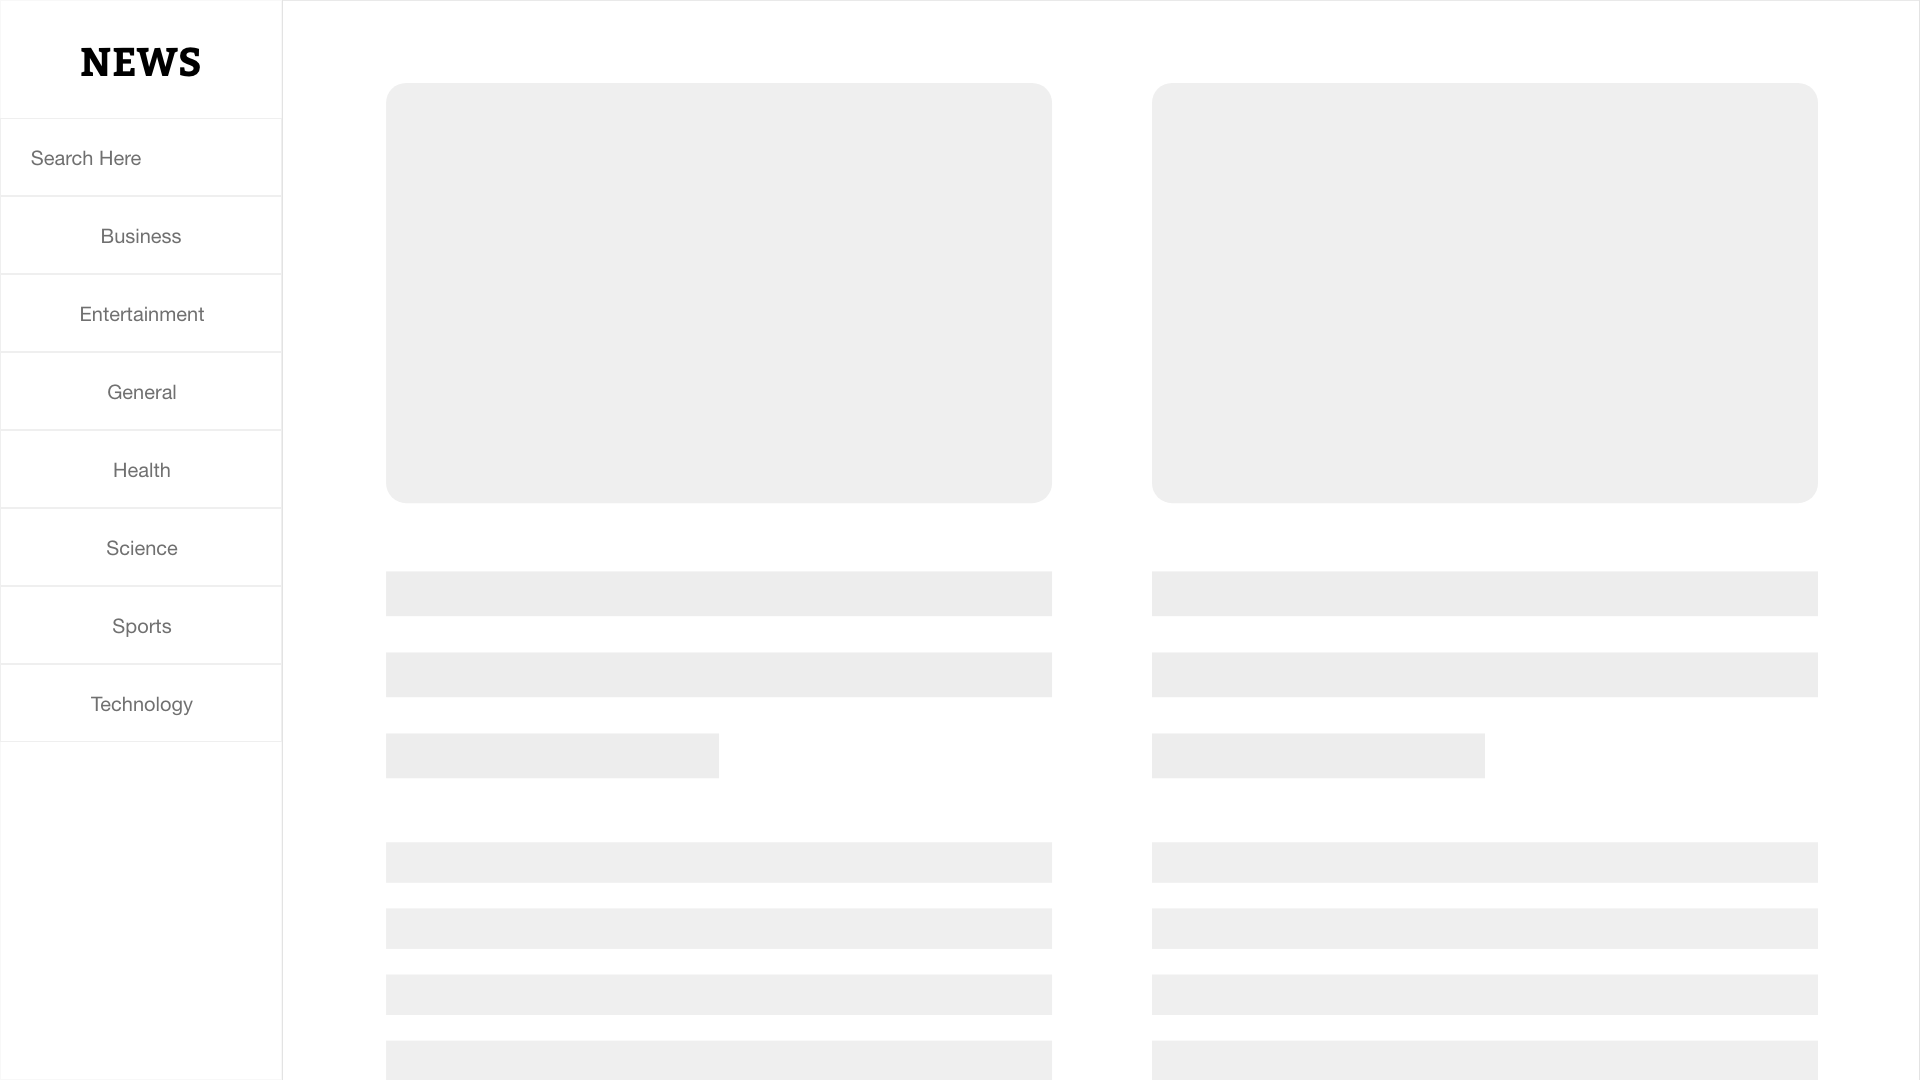 NEWS
Search Here
Business
Entertainment
General
Health
Science
Sports
Technology